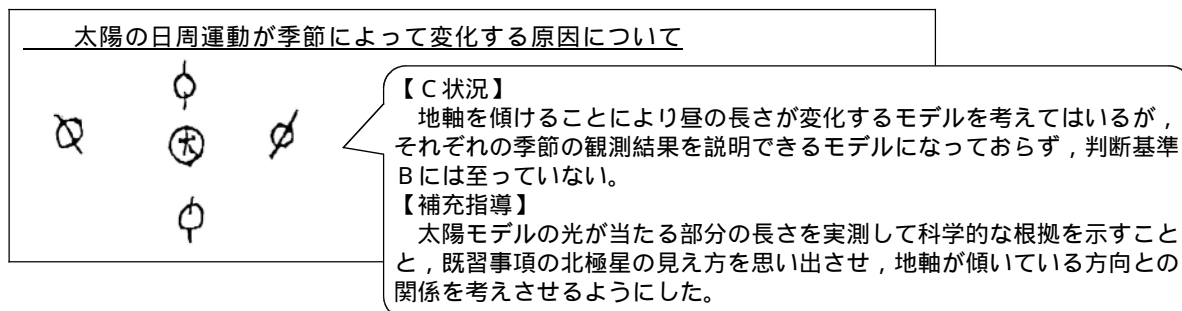 太陽の日周運動が季節によって変化する原因について
太
【Ｃ状況】
地軸を傾けることにより昼の長さが変化するモデルを考えてはいるが，
それぞれの季節の観測結果を説明できるモデルになっておらず，判断基準
Ｂには至っていない。
【補充指導】
太陽モデルの光が当たる部分の長さを実測して科学的な根拠を示すこと
と，既習事項の北極星の見え方を思い出させ，地軸が傾いている方向との
関係を考えさせるようにした。